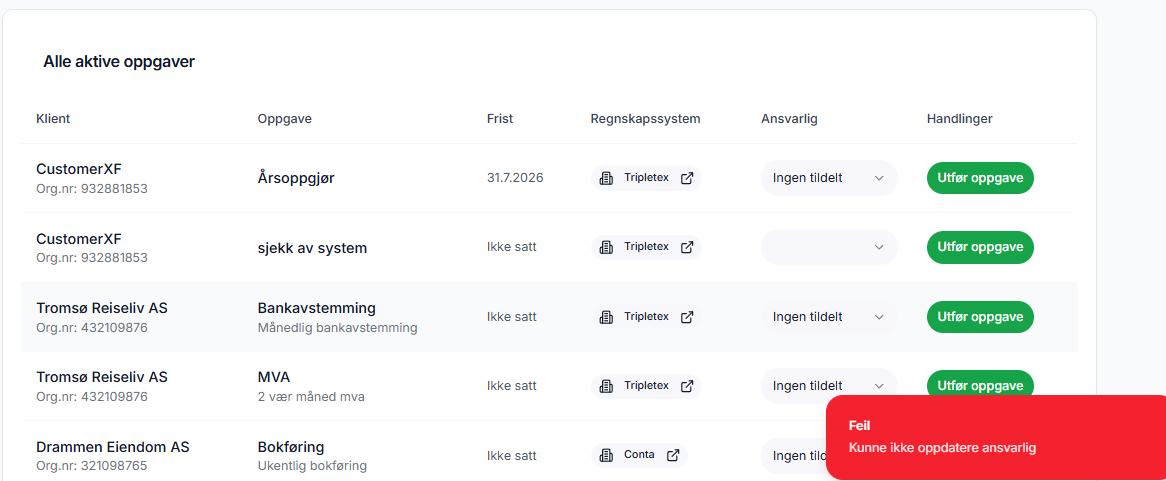 Alle aktive oppgaver
Klient Oppgave Frist Regnskapssystem Ansvarlig Handlinger
CustomerXF
Org.nr: 932881853
Årsoppgjør
31.7.2026
Tripletex
Ingen tildelt
Utfør oppgave
CustomerXF
Org.nr: 932881853
sjekk av system
Ikke satt
Tripletex
Utfør oppgave
Tromsø Reiseliv AS
Org.nr: 432109876
Bankavstemming
Månedlig bankavstemming
Ikke satt
Tripletex
Ingen tildelt
Utfør oppgave
Tromsø Reiseliv AS
Org.nr: 432109876
MVA
2 vær måned mva
Ikke satt
Tripletex
Ingen tildelt
Utfør oppgave
Drammen Eiendom AS
Org.nr: 321098765
Bokføring
Ukentlig bokføring
Ikke satt
Conta
Ingen tild
Feil
Kunne ikke oppdatere ansvarlig